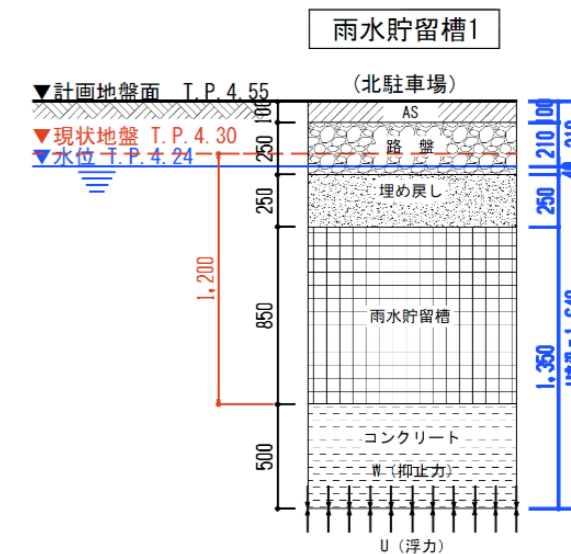 雨水貯留槽1
▼計画地盤面 T.P.4.55
(北駐車場)
100
AS
100
▼現状地盤 T.P.4.30
▼水位 T.P.4.24
250
路 盤
210
40
310
250
埋め戻し
250
1,200
850
雨水貯留槽
1,350
500
コンクリート
W(抑止力)
U(浮力)